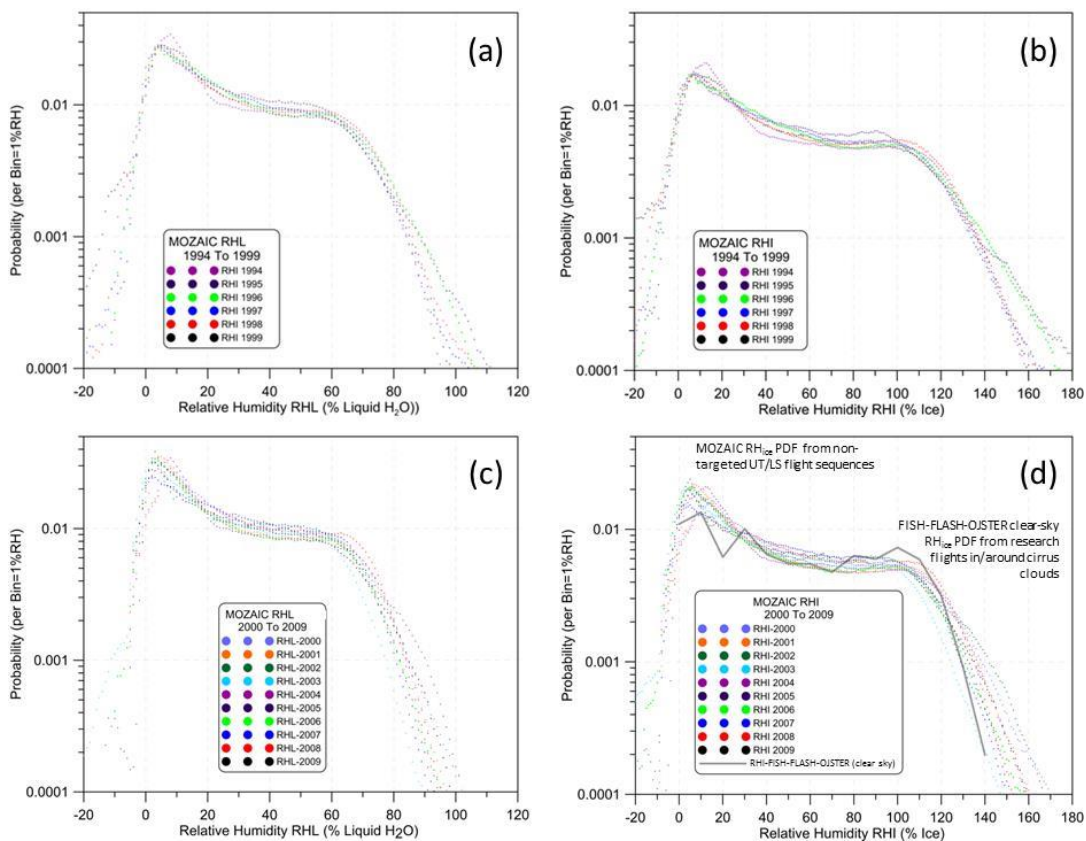 (a)
Probability (per Bin=1%RH)
0.01
0.001
0.0001
MOZAIC RHL
1994 To 1999
RHI 1994
RHI 1995
RHI 1996
RHI 1997
RHI 1998
RHI 1999
-20 0 20 40 60 80 100 120
Relative Humidity RHL (% Liquid H₂O))
(b)
Probability (per Bin=1%RH)
0.01
0.001
0.0001
MOZAIC RHI
1994 To 1999
RHI 1994
RHI 1995
RHI 1996
RHI 1997
RHI 1998
RHI 1999
-20 0 20 40 60 80 100 120 140 160 180
Relative Humidity RHI (% Ice)
(c)
Probability (per Bin=1%RH)
0.01
0.001
0.0001
MOZAIC RHL
2000 To 2009
RHL-2000
RHL-2001
RHL-2002
RHL-2003
RHL-2004
RHL-2005
RHL-2006
RHL-2007
RHL-2008
RHL-2009
-20 0 20 40 60 80 100 120
Relative Humidity RHL (% Liquid H2O)
(d)
MOZAIC RHice PDF from non-
targeted UT/LS flight sequences
FISH-FLASH-OJSTER clear-sky
RHice PDF from research
flights in/around cirrus
clouds
Probability (per Bin=1%RH)
0.01
0.001
0.0001
MOZAIC RHI
2000 To 2009
RHI-2000
RHI-2001
RHI-2002
RHI-2003
RHI 2004
RHI 2005
RHI 2006
RHI 2007
RHI 2008
RHI 2009
RHI-FISH-FLASH-OJSTER (clear sky)
-20 0 20 40 60 80 100 120 140 160 180
Relative Humidity RHI (% Ice)